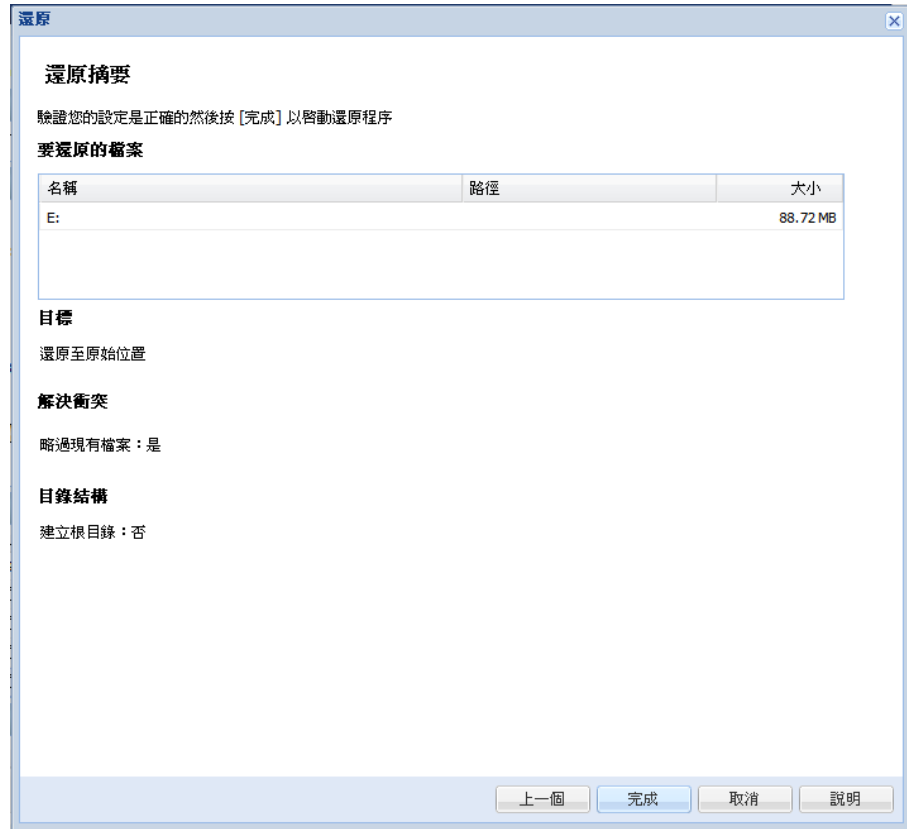 還原
還原摘要
驗證您的設定是正確的然後按 [完成] 以啓動還原程序
要還原的檔案
名稱 路徑 大小
E: 88.72 MB
目標
還原至原始位置
解決衝突
略過現有檔案：是
目錄結構
建立根目錄：否
上一個 完成 取消 說明